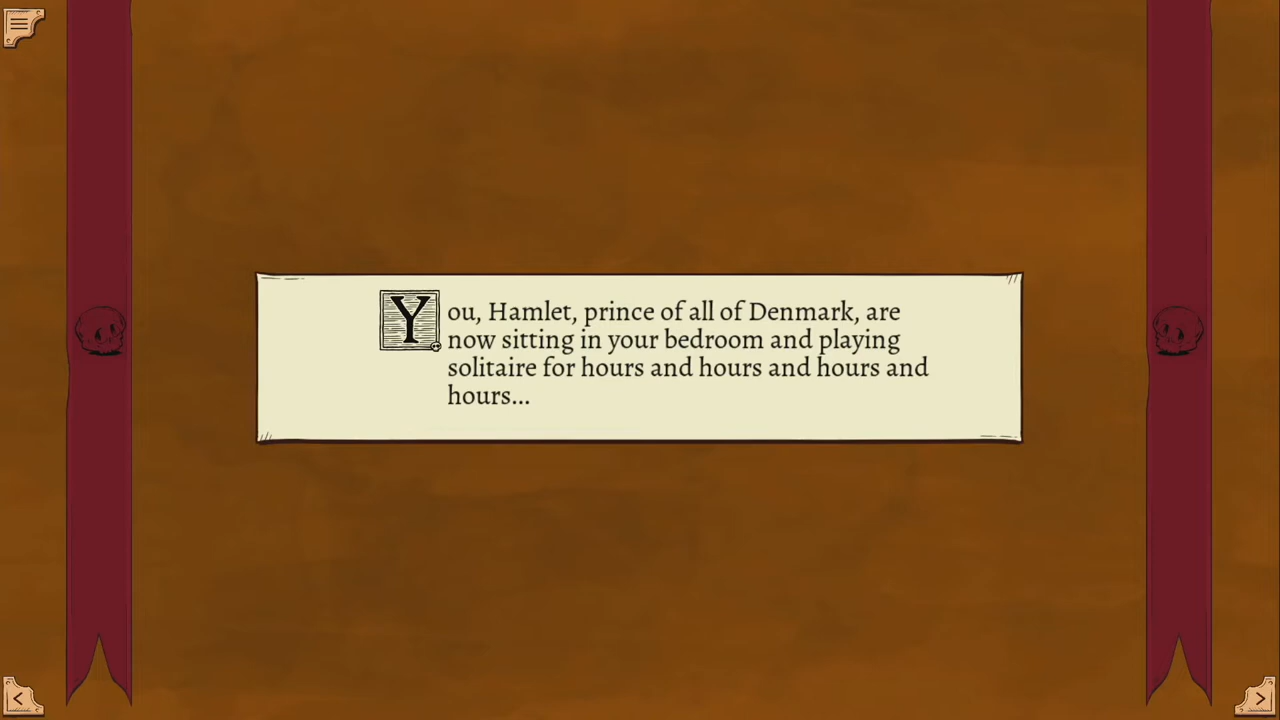 You, Hamlet, prince of all of Denmark, are
now sitting in your bedroom and playing
solitaire for hours and hours and hours and
hours...